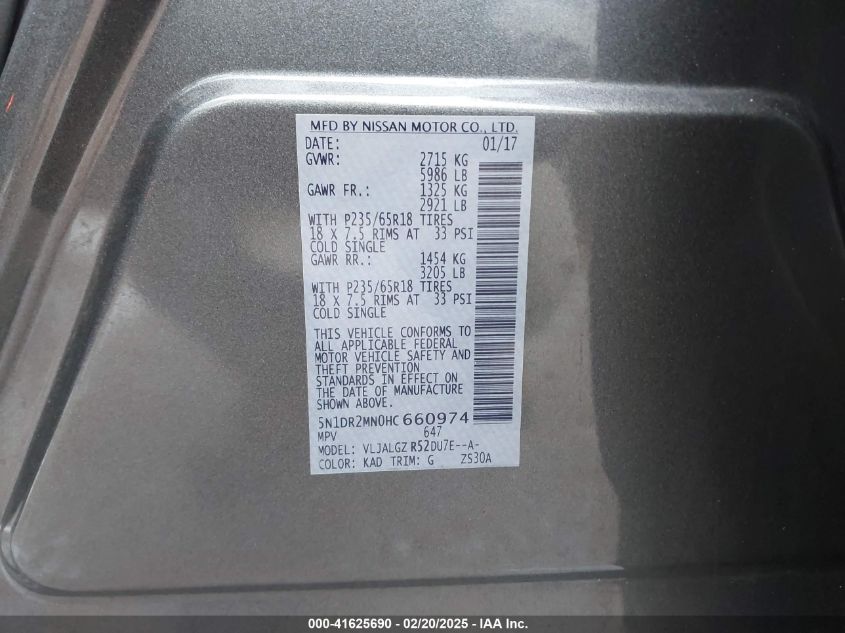 MFD BY NISSAN MOTOR CO., LTD.
DATE: 01/17
GVWR: 2715 KG
5986 LB
GAWR FR.: 1325 KG
2921 LB
WITH P235/65R18 TIRES
18 X 7.5 RIMS AT 33 PSI
COLD SINGLE
GAWR RR.: 1454 KG
3205 LB
WITH P235/65R18 TIRES
18 X 7.5 RIMS AT 33 PSI
COLD SINGLE
THIS VEHICLE CONFORMS TO
ALL APPLICABLE FEDERAL
MOTOR VEHICLE SAFETY AND
THEFT PREVENTION
STANDARDS IN EFFECT ON
THE DATE OF MANUFACTURE
SHOWN ABOVE.
5N1DR2MN0HC660974
MPV 647
MODEL: VLJALGZ R52DU7E--A-
COLOR: KAD TRIM: G ZS30A
000-41625690 - 02/20/2025 - IAA Inc.